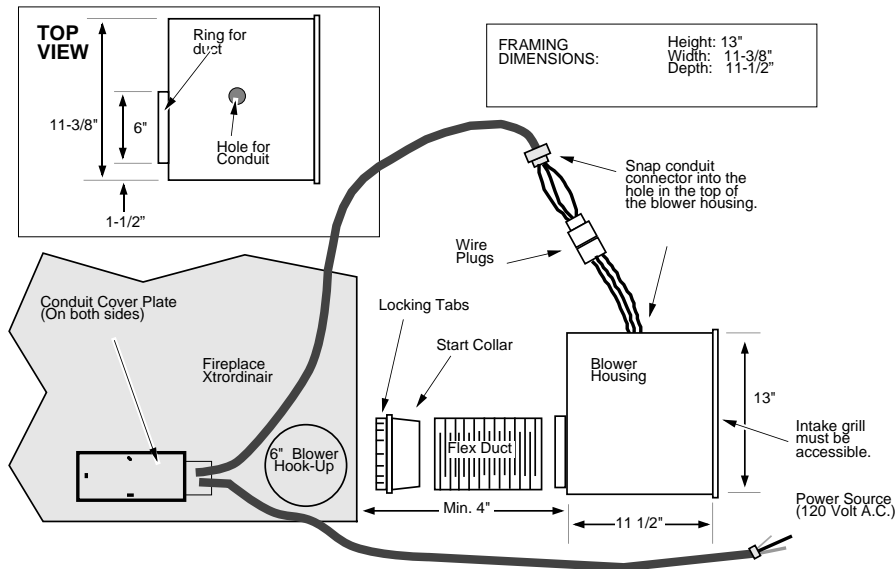 TOP
VIEW
Ring for
duct
11-3/8"
6"
Hole for
Conduit
1-1/2"
FRAMING
DIMENSIONS:
Height: 13"
Width: 11-3/8"
Depth: 11-1/2"
Snap conduit
connector into the
hole in the top of
the blower housing.
Wire
Plugs
Conduit Cover Plate
(On both sides)
Locking Tabs
Fireplace
Xtrordinair
Start Collar
Blower
Housing
13"
6" Blower
Hook-Up
Flex Duct
Intake grill
must be
accessible.
Min. 4"
11 1/2"
Power Source
(120 Volt A.C.)